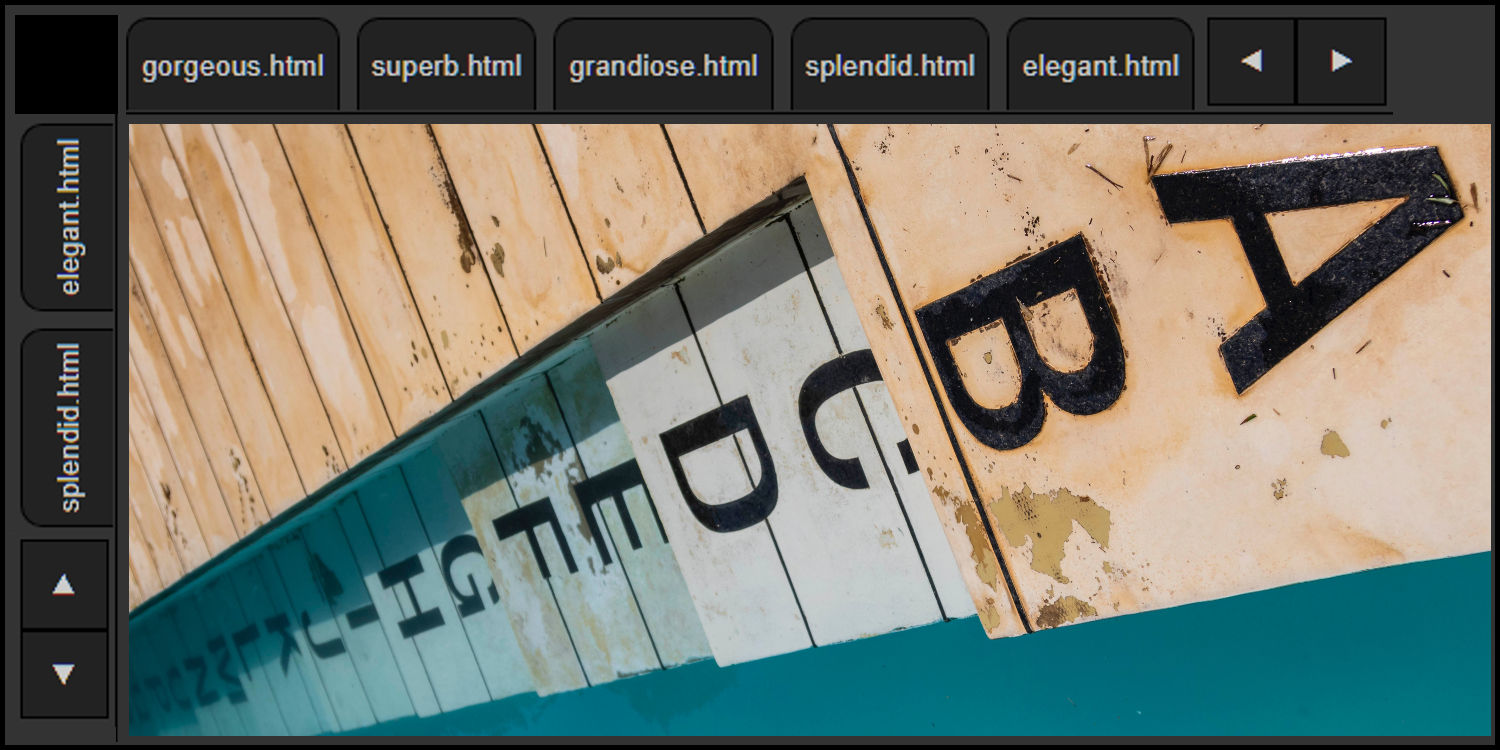 gorgeous.html
superb.html
grandiose.html
splendid.html
elegant.html
elegant.html
splendid.html
A
B
C
D
E
F
G
H
I
J
K
L
M
N